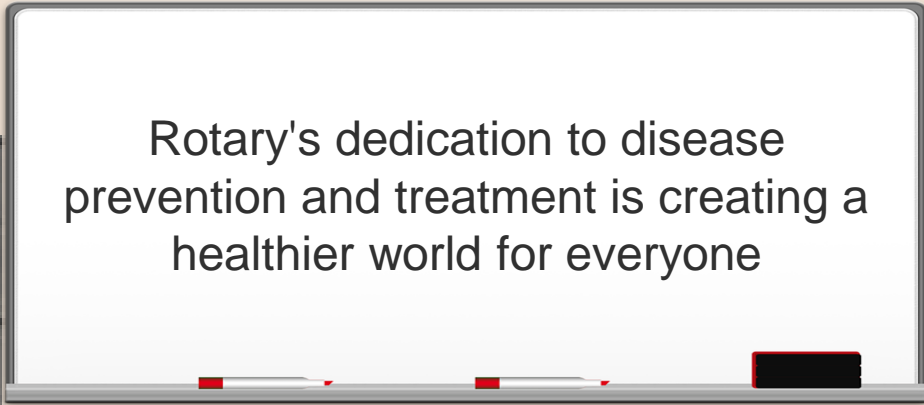 Rotary's dedication to disease
prevention and treatment is creating a
healthier world for everyone